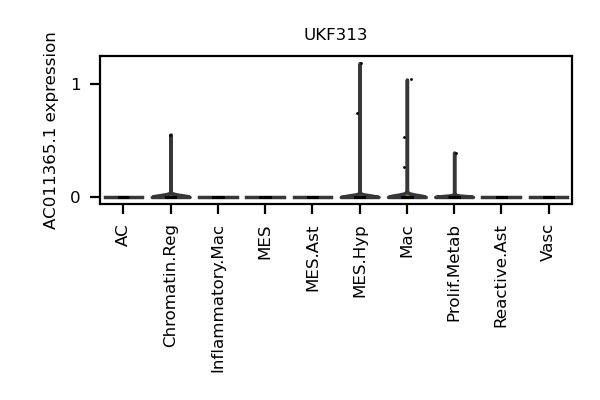 UKF313
AC011365.1 expression
1
0
AC
Chromatin.Reg
Inflammatory.Mac
MES
MES.Ast
MES.Hyp
Mac
Prolif.Metab
Reactive.Ast
Vasc